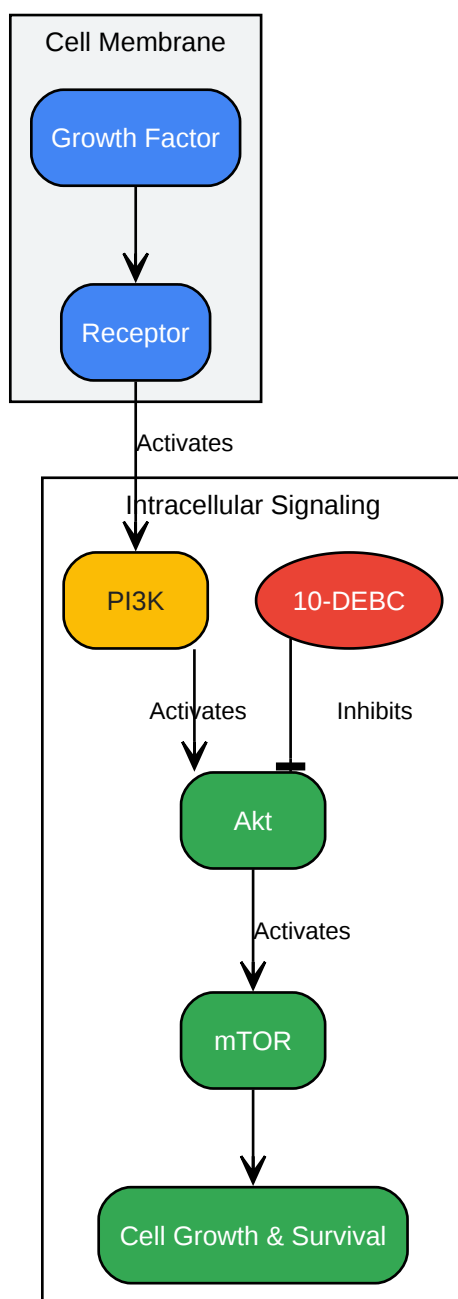 Cell Membrane
Growth Factor
Receptor
Activates
Intracellular Signaling
PI3K
10-DEBC
Activates
Inhibits
Akt
Activates
mTOR
Cell Growth & Survival